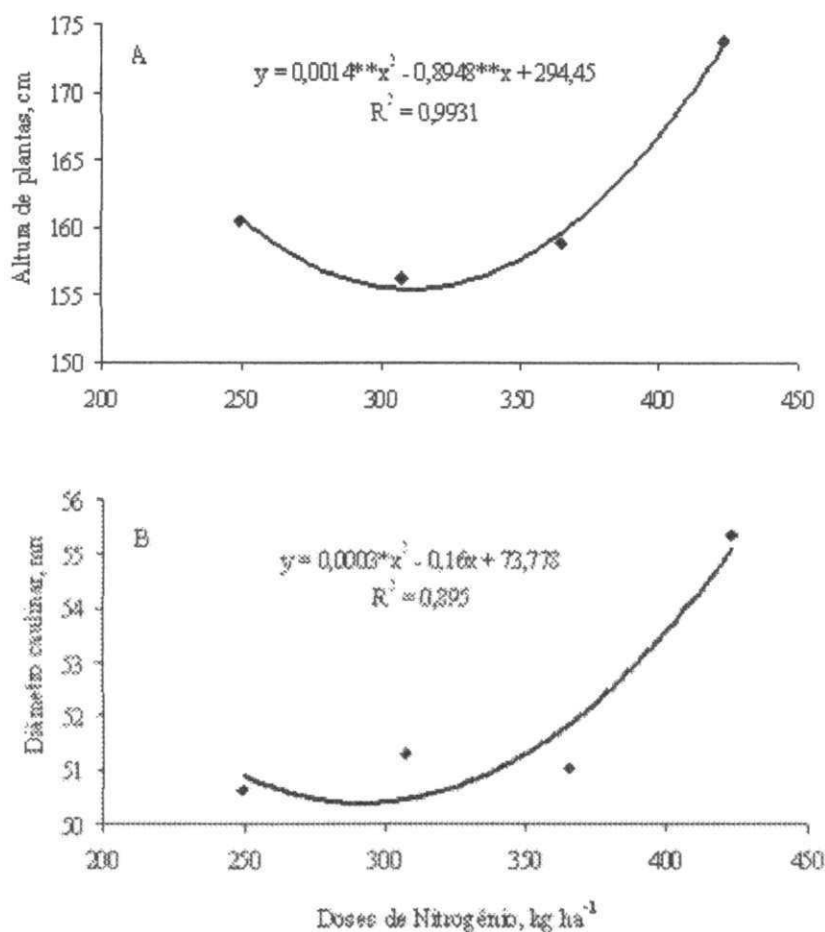 175
A
y = 0,0014**x² - 0,8948**x + 294,45
R² = 0,9931
170
165
160
155
150
Altura de plantas, cm
200 250 300 350 400 450
56
B
y = 0,0003*x² - 0,16x + 73,778
R² = 0,895
55
54
53
52
51
50
Diâmetro caulinar, mm
200 250 300 350 400 450
Doses de Nitrogênio, kg ha⁻¹